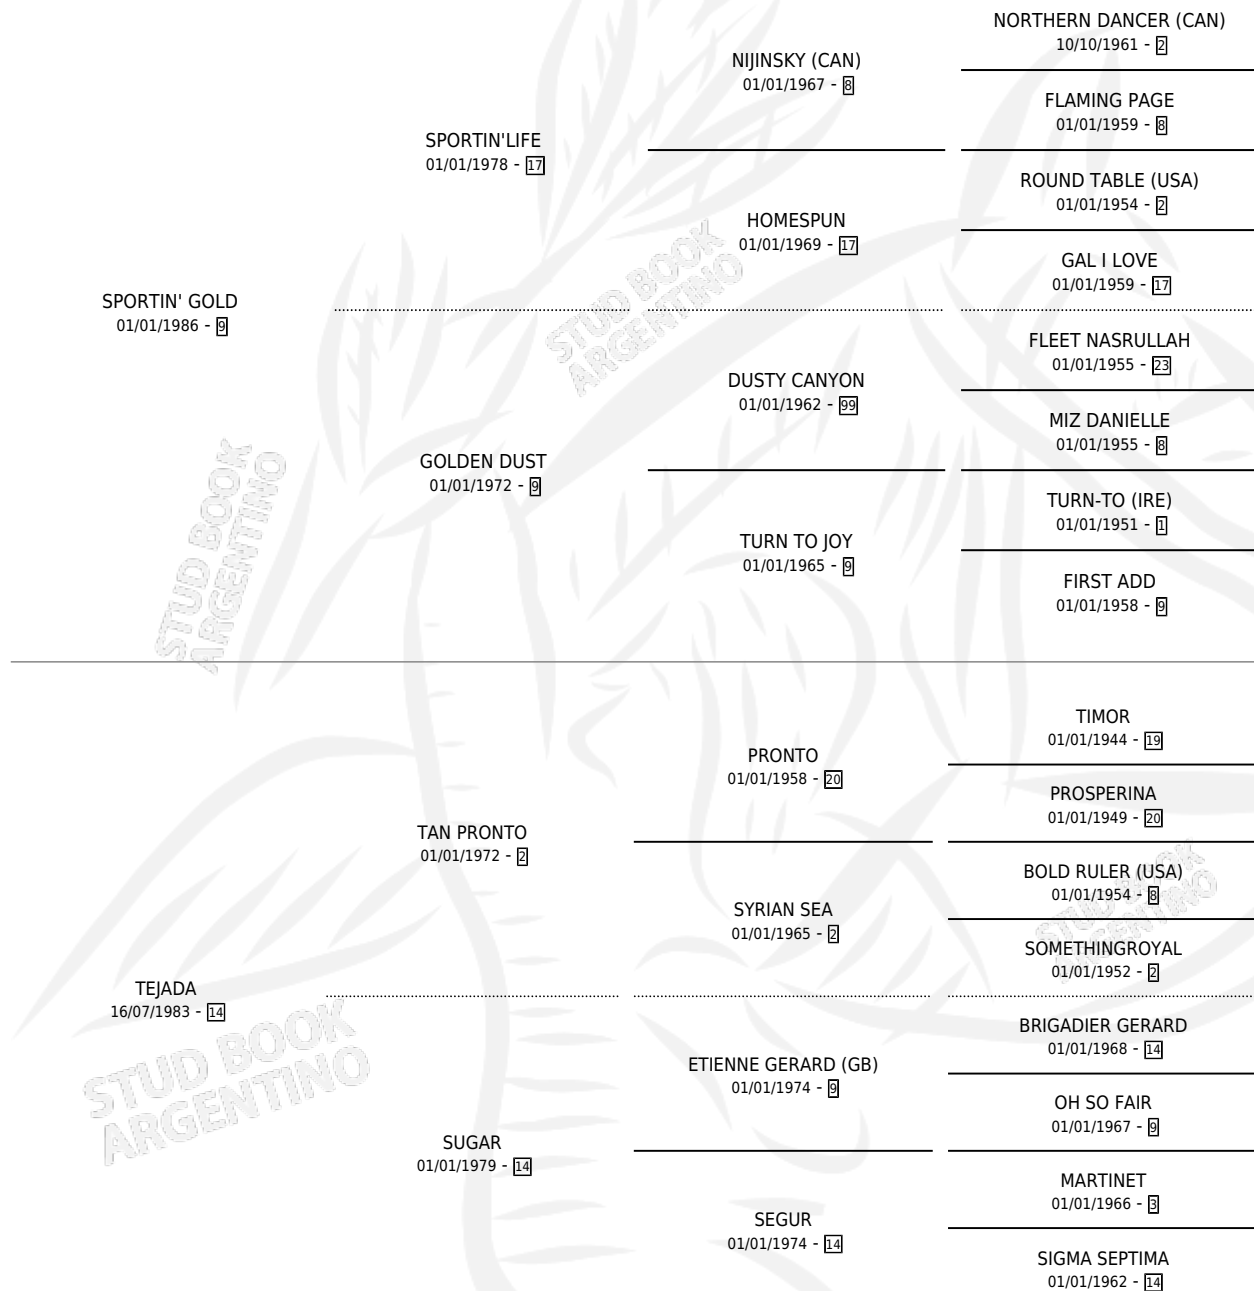 NORTHERN DANCER (CAN)
10/10/1961 - 2
NIJINSKY (CAN)
01/01/1967 - 8
FLAMING PAGE
01/01/1959 - 8
SPORTIN'LIFE
01/01/1978 - 17
ROUND TABLE (USA)
01/01/1954 - 2
HOMESPUN
01/01/1969 - 17
GAL I LOVE
01/01/1959 - 17
SPORTIN' GOLD
01/01/1986 - 9
FLEET NASRULLAH
01/01/1955 - 23
DUSTY CANYON
01/01/1962 - 99
MIZ DANIELLE
01/01/1955 - 8
GOLDEN DUST
01/01/1972 - 9
TURN-TO (IRE)
01/01/1951 - 1
TURN TO JOY
01/01/1965 - 9
FIRST ADD
01/01/1958 - 9
TIMOR
01/01/1944 - 19
PRONTO
01/01/1958 - 20
PROSPERINA
01/01/1949 - 20
TAN PRONTO
01/01/1972 - 2
BOLD RULER (USA)
01/01/1954 - 8
SYRIAN SEA
01/01/1965 - 2
SOMETHINGROYAL
01/01/1952 - 2
TEJADA
16/07/1983 - 14
BRIGADIER GERARD
01/01/1968 - 14
ETIENNE GERARD (GB)
01/01/1974 - 9
OH SO FAIR
01/01/1967 - 9
SUGAR
01/01/1979 - 14
MARTINET
01/01/1966 - 3
SEGUR
01/01/1974 - 14
SIGMA SEPTIMA
01/01/1962 - 14
STUD BOOK
ARGENTINO
STUD BOOK
ARGENTINO
STUD BOOK
ARGENTINO
STUD BOOK
ARGENTINO